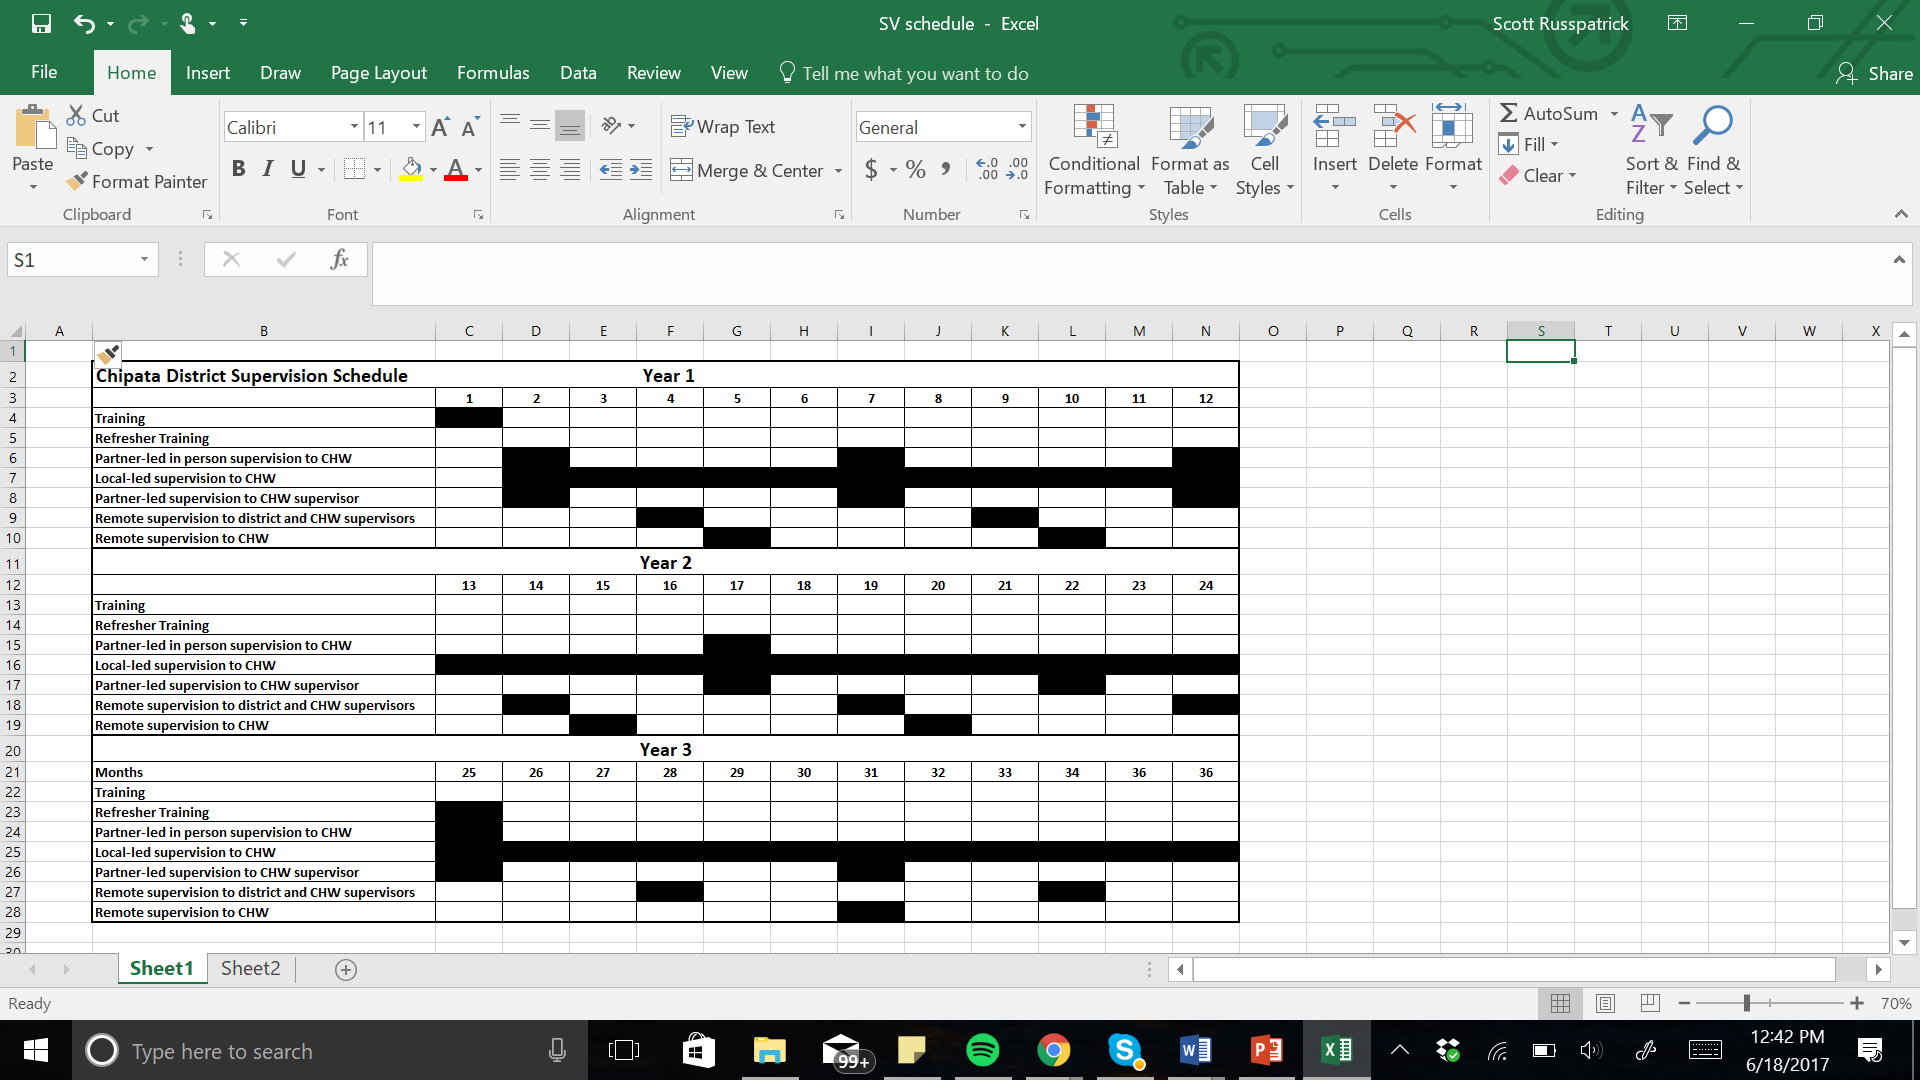 SV schedule - Excel
Scott Russpatrick
File Home Insert Draw Page Layout Formulas Data Review View Tell me what you want to do Share
Paste
Cut
Copy
Format Painter
Clipboard
Calibri 11
B I U
Font
Wrap Text
Merge & Center
Alignment
General
$ % ,
Number
Conditional Formatting
Format as Table
Cell Styles
Styles
Insert Delete Format
Cells
AutoSum
Fill
Clear
Sort & Filter
Find & Select
Editing
S1
fx
A B C D E F G H I J K L M N O P Q R S T U V W X
1
2 Chipata District Supervision Schedule Year 1
3 1 2 3 4 5 6 7 8 9 10 11 12
4 Training
5 Refresher Training
6 Partner-led in person supervision to CHW
7 Local-led supervision to CHW
8 Partner-led supervision to CHW supervisor
9 Remote supervision to district and CHW supervisors
10 Remote supervision to CHW
11 Year 2
12 13 14 15 16 17 18 19 20 21 22 23 24
13 Training
14 Refresher Training
15 Partner-led in person supervision to CHW
16 Local-led supervision to CHW
17 Partner-led supervision to CHW supervisor
18 Remote supervision to district and CHW supervisors
19 Remote supervision to CHW
20 Year 3
21 Months 25 26 27 28 29 30 31 32 33 34 36 36
22 Training
23 Refresher Training
24 Partner-led in person supervision to CHW
25 Local-led supervision to CHW
26 Partner-led supervision to CHW supervisor
27 Remote supervision to district and CHW supervisors
28 Remote supervision to CHW
29
30
Sheet1 Sheet2
Ready
70%
Type here to search
99+
12:42 PM
6/18/2017